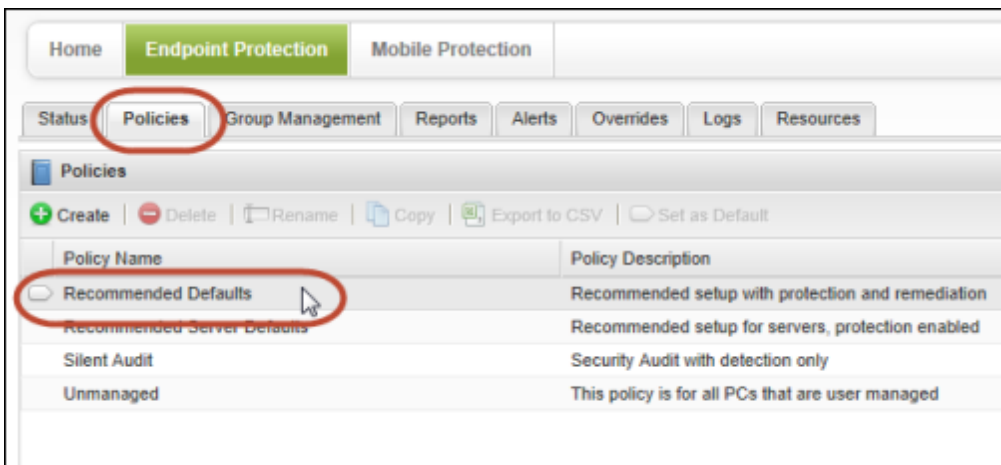 Home Endpoint Protection Mobile Protection
Status Policies Group Management Reports Alerts Overrides Logs Resources
Policies
Create Delete Rename Copy Export to CSV Set as Default
Policy Name Policy Description
Recommended Defaults Recommended setup with protection and remediation
Recommended Server Defaults Recommended setup for servers, protection enabled
Silent Audit Security Audit with detection only
Unmanaged This policy is for all PCs that are user managed